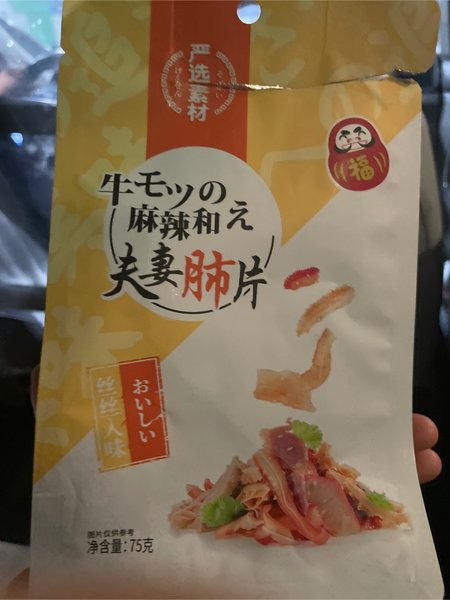 严选素材
福
牛モツの
麻辣和え
夫妻肺片
おいしい
丝丝入味
图片仅供参考
净含量：75克